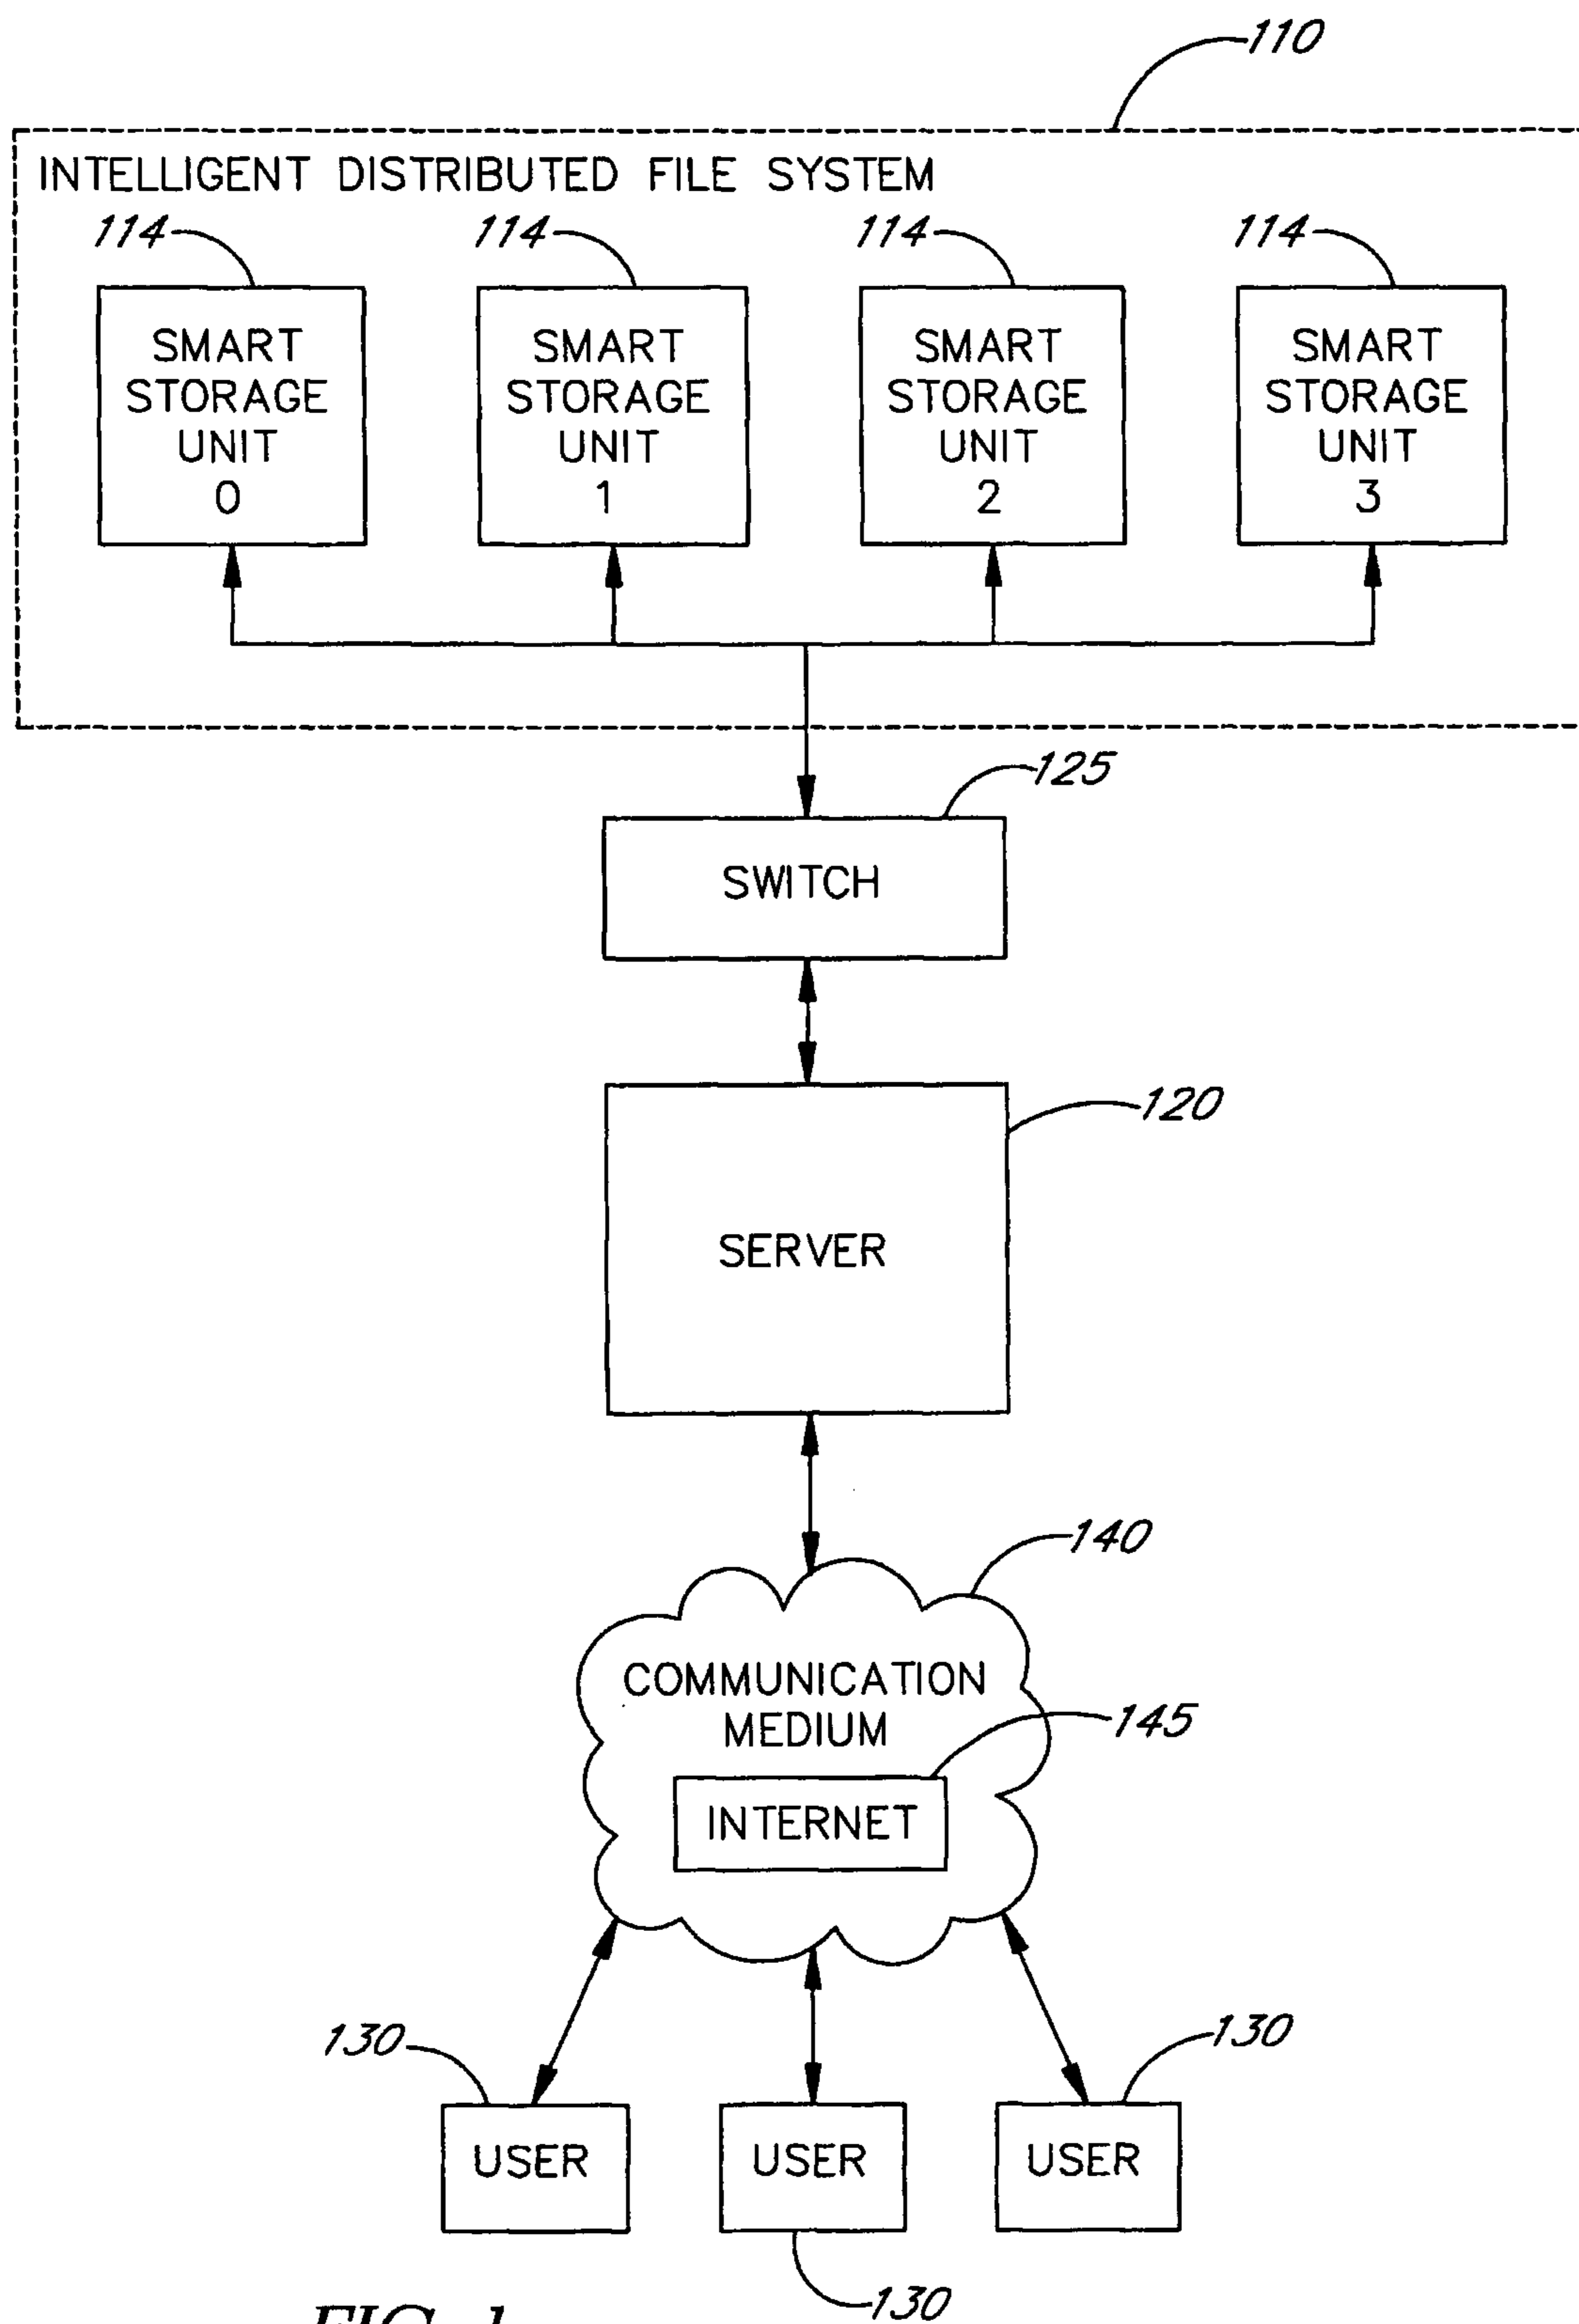 110
INTELLIGENT DISTRIBUTED FILE SYSTEM
114 114 114 114
SMART
STORAGE
UNIT
0
SMART
STORAGE
UNIT
1
SMART
STORAGE
UNIT
2
SMART
STORAGE
UNIT
3
125
SWITCH
120
SERVER
140
COMMUNICATION
MEDIUM
145
INTERNET
130
130
USER
USER
USER
130
FIG. 1